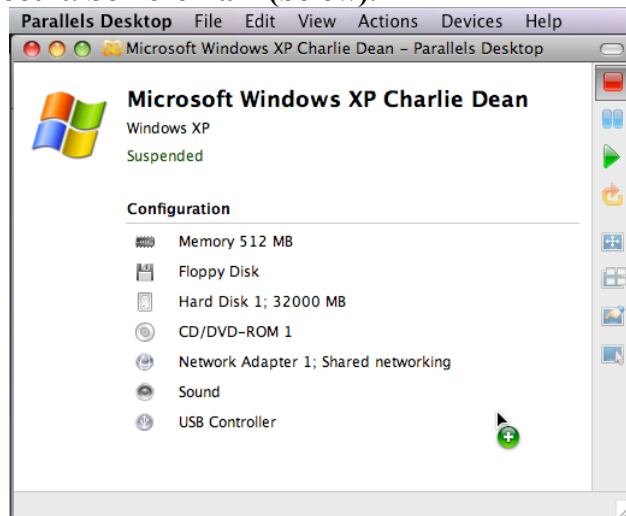 Parallels Desktop File Edit View Actions Devices Help
Microsoft Windows XP Charlie Dean – Parallels Desktop
Microsoft Windows XP Charlie Dean
Windows XP
Suspended
Configuration
Memory 512 MB
Floppy Disk
Hard Disk 1; 32000 MB
CD/DVD-ROM 1
Network Adapter 1; Shared networking
Sound
USB Controller